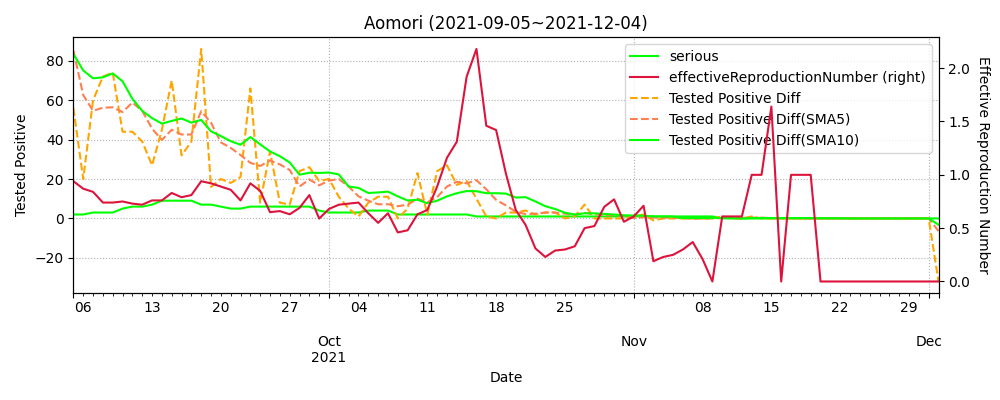 Aomori (2021-09-05~2021-12-04)
serious
effectiveReproductionNumber (right)
Tested Positive Diff
Tested Positive Diff(SMA5)
Tested Positive Diff(SMA10)
Tested Positive
80
60
40
20
0
−20
2.0
1.5
1.0
0.5
0.0
Effective Reproduction Number
06 13 20 27 04 11 18 25 08 15 22 29
Oct Nov Dec
2021
Date